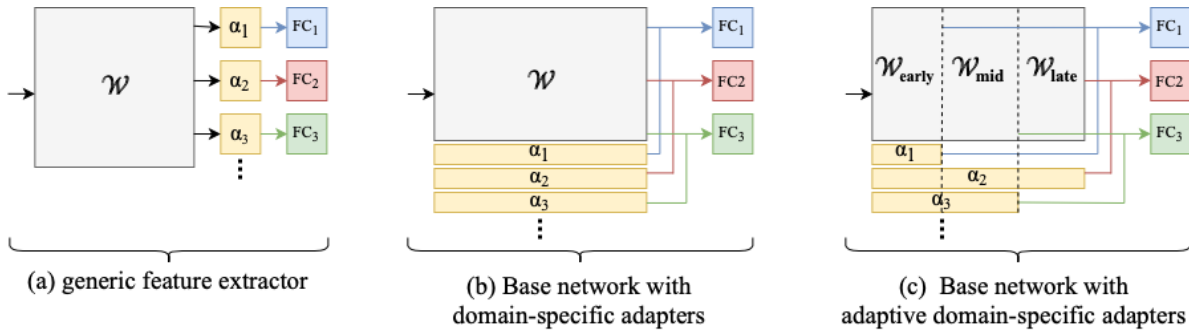 𝒲
α₁
FC₁
α₂
FC₂
α₃
FC₃
(a) generic feature extractor
𝒲
FC₁
FC2
FC₃
α₁
α₂
α₃
(b) Base network with
domain-specific adapters
𝒲early
𝒲mid
𝒲late
FC₁
FC2
FC₃
α₁
α₂
α₃
(c) Base network with
adaptive domain-specific adapters